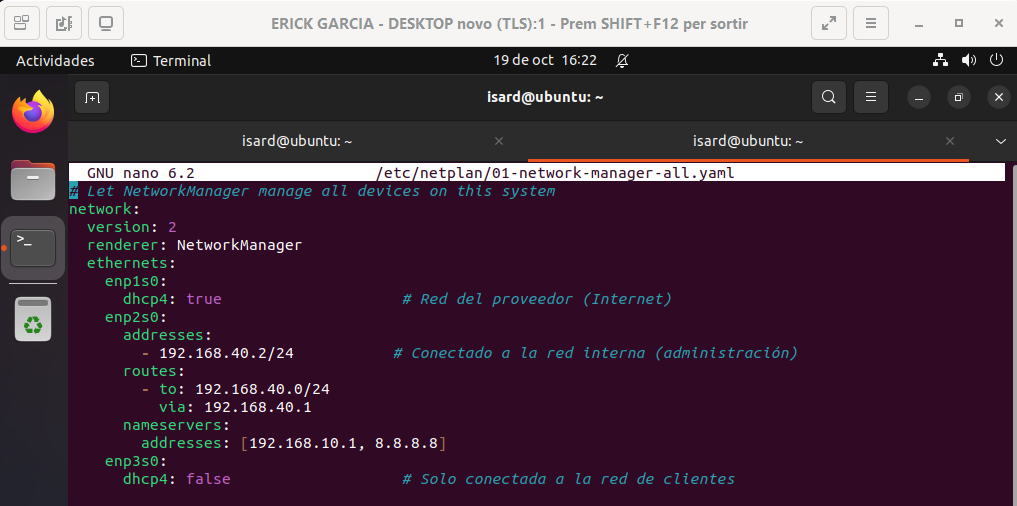 ERICK GARCIA - DESKTOP novo (TLS):1 - Prem SHIFT+F12 per sortir
Actividades Terminal 19 de oct 16:22
isard@ubuntu: ~
isard@ubuntu: ~ isard@ubuntu: ~
GNU nano 6.2 /etc/netplan/01-network-manager-all.yaml
# Let NetworkManager manage all devices on this system
network:
  version: 2
  renderer: NetworkManager
  ethernets:
    enp1s0:
      dhcp4: true                    # Red del proveedor (Internet)
    enp2s0:
      addresses:
        - 192.168.40.2/24           # Conectado a la red interna (administración)
      routes:
        - to: 192.168.40.0/24
          via: 192.168.40.1
      nameservers:
        addresses: [192.168.10.1, 8.8.8.8]
    enp3s0:
      dhcp4: false                   # Solo conectada a la red de clientes